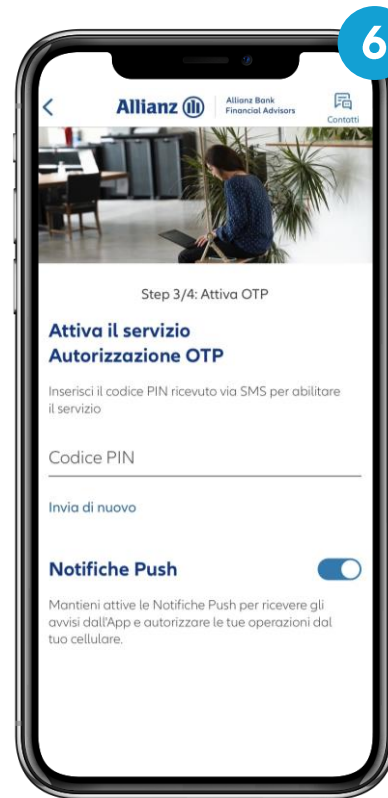 6
Allianz
Allianz Bank
Financial Advisors
Contatti
Step 3/4: Attiva OTP
Attiva il servizio
Autorizzazione OTP
Inserisci il codice PIN ricevuto via SMS per abilitare
il servizio
Codice PIN
Invia di nuovo
Notifiche Push
Mantieni attive le Notifiche Push per ricevere gli
avvisi dall'App e autorizzare le tue operazioni dal
tuo cellulare.